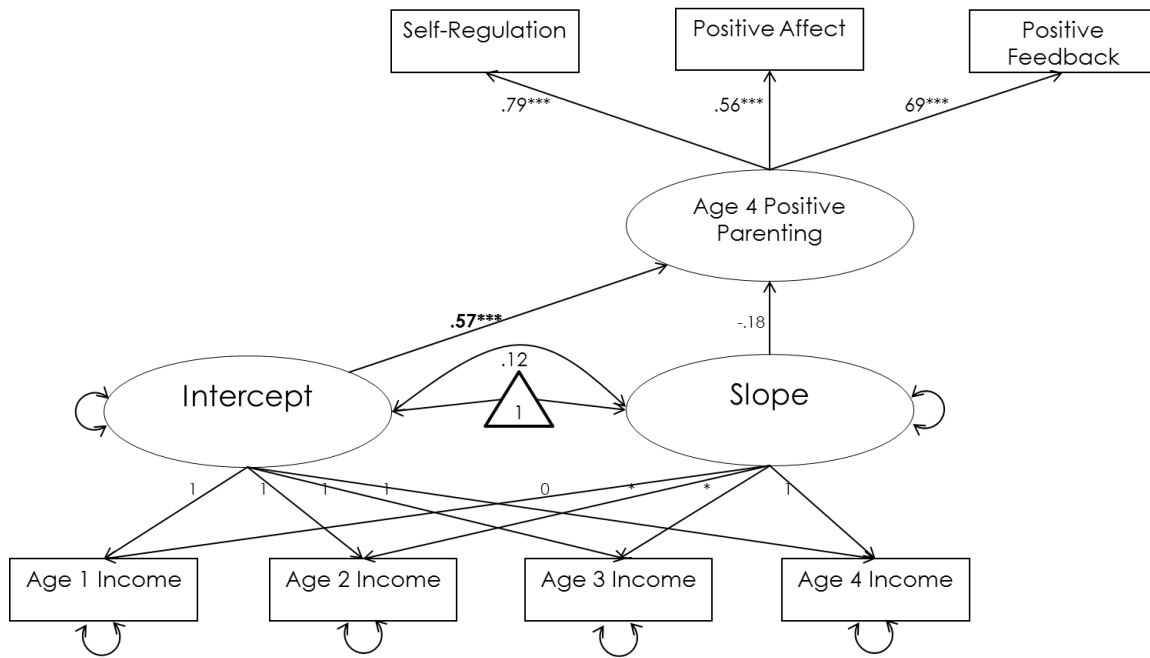 Self-Regulation
Positive Affect
Positive
Feedback
.79***
.56***
69***
Age 4 Positive
Parenting
.57***
-.18
.12
1
Intercept
Slope
1
1
1
1
0
*
*
1
Age 1 Income
Age 2 Income
Age 3 Income
Age 4 Income